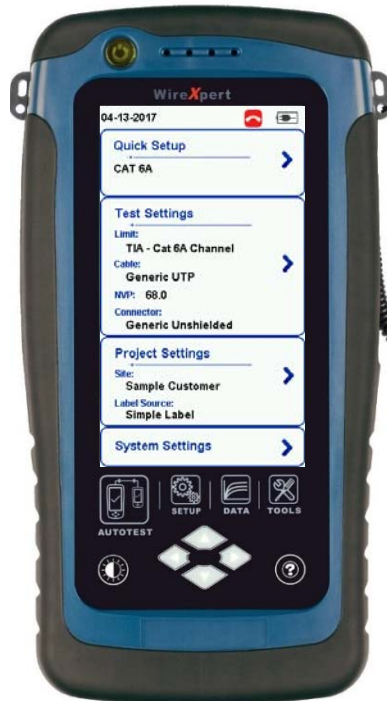 WireXpert
04-13-2017
Quick Setup
CAT 6A
Test Settings
Limit:
TIA - Cat 6A Channel
Cable:
Generic UTP
NVP: 68.0
Connector:
Generic Unshielded
Project Settings
Site:
Sample Customer
Label Source:
Simple Label
System Settings
AUTOTEST
SETUP
DATA
TOOLS
?